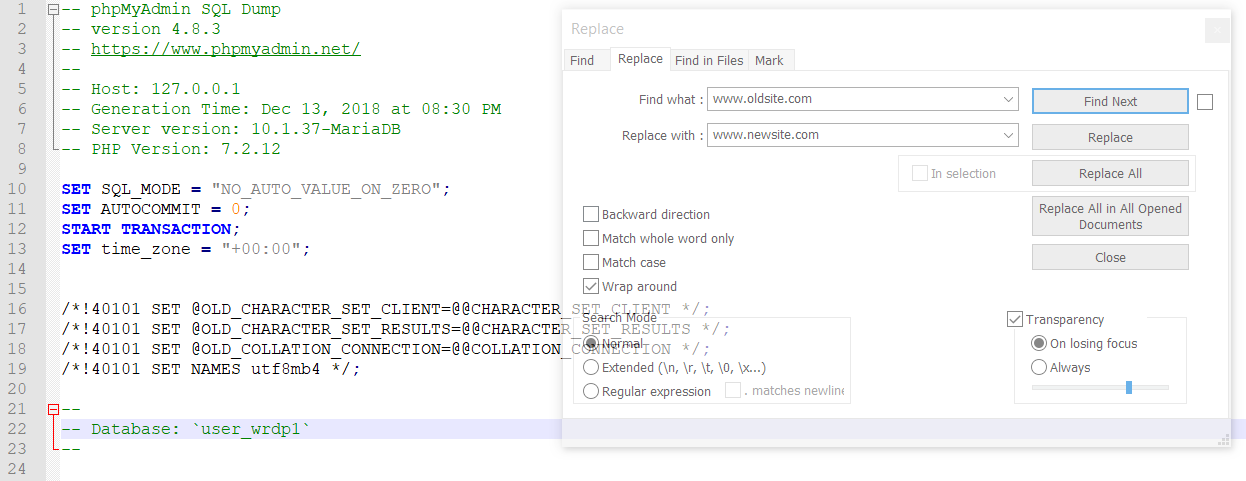 1 -- phpMyAdmin SQL Dump
2 -- version 4.8.3
3 -- https://www.phpmyadmin.net/
4 --
5 -- Host: 127.0.0.1
6 -- Generation Time: Dec 13, 2018 at 08:30 PM
7 -- Server version: 10.1.37-MariaDB
8 -- PHP Version: 7.2.12
9
10 SET SQL_MODE = "NO_AUTO_VALUE_ON_ZERO";
11 SET AUTOCOMMIT = 0;
12 START TRANSACTION;
13 SET time_zone = "+00:00";
14
15
16 /*!40101 SET @OLD_CHARACTER_SET_CLIENT=@@CHARACTER_SET_CLIENT */;
17 /*!40101 SET @OLD_CHARACTER_SET_RESULTS=@@CHARACTER_SET_RESULTS */;
18 /*!40101 SET @OLD_COLLATION_CONNECTION=@@COLLATION_CONNECTION */;
19 /*!40101 SET NAMES utf8mb4 */;
20
21 --
22 -- Database: `user_wrdp1`
23 --
24
Replace
Find Replace Find in Files Mark
Find what : www.oldsite.com Find Next
Replace with : www.newsite.com Replace
In selection Replace All
Replace All in All Opened
Documents
Close
Backward direction
Match whole word only
Match case
Wrap around
Search Mode
Normal
Extended (\n, \r, \t, \0, \x...)
Regular expression . matches newline
Transparency
On losing focus
Always